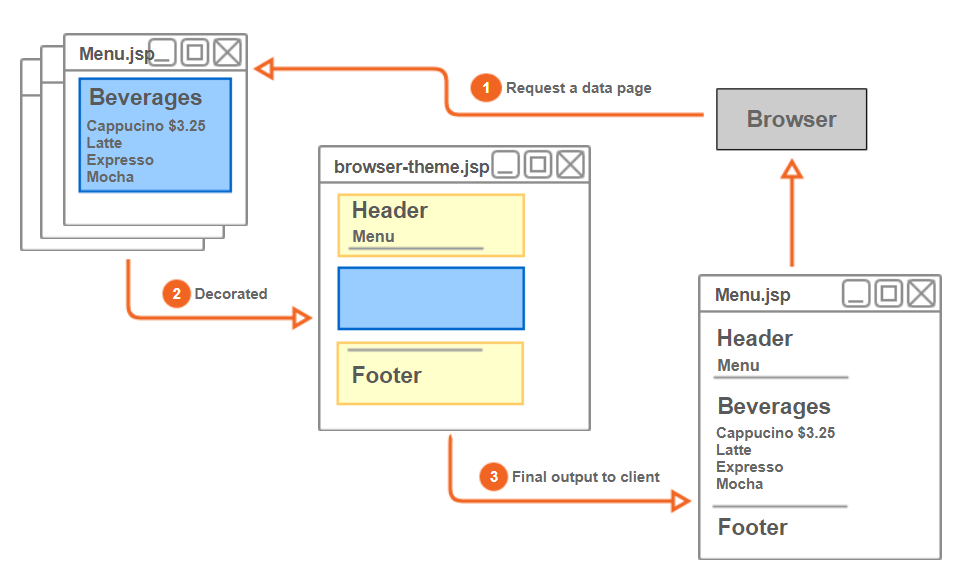 Menu.jsp
Beverages
Cappucino $3.25
Latte
Expresso
Mocha
1 Request a data page
Browser
browser-theme.jsp
Header
Menu
Footer
2 Decorated
3 Final output to client
Menu.jsp
Header
Menu
Beverages
Cappucino $3.25
Latte
Expresso
Mocha
Footer